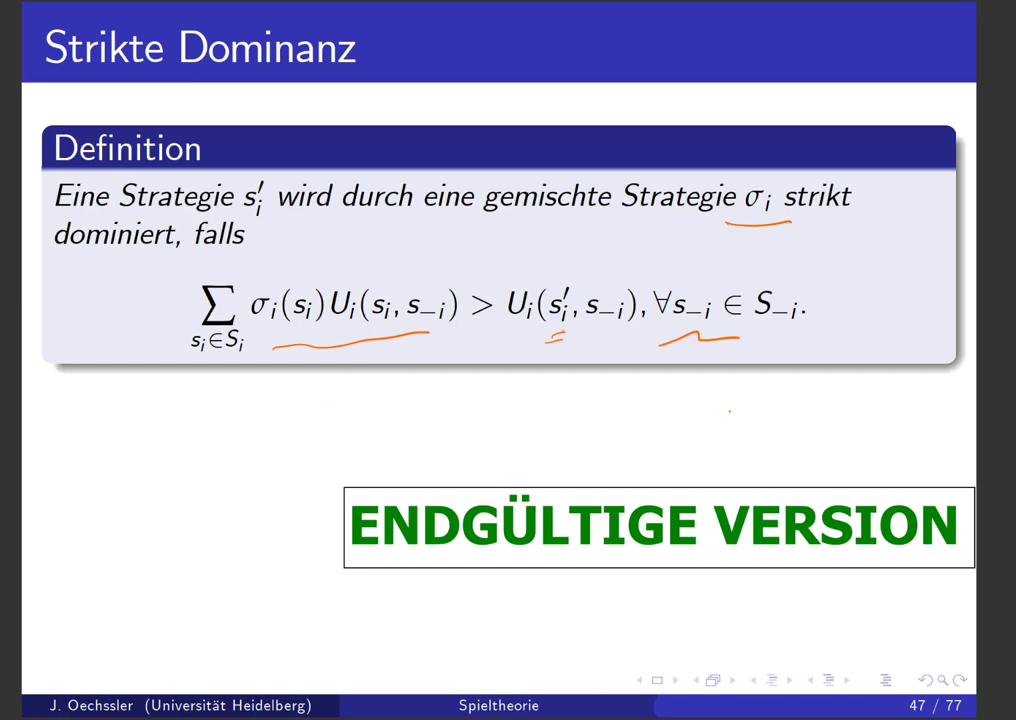 Strikte Dominanz
Definition
Eine Strategie s′ᵢ wird durch eine gemischte Strategie σᵢ strikt
dominiert, falls
∑_{sᵢ∈Sᵢ} σᵢ(sᵢ)Uᵢ(sᵢ, s₋ᵢ) > Uᵢ(s′ᵢ, s₋ᵢ), ∀s₋ᵢ ∈ S₋ᵢ.
ENDGÜLTIGE VERSION
J. Oechssler (Universität Heidelberg) Spieltheorie 47 / 77